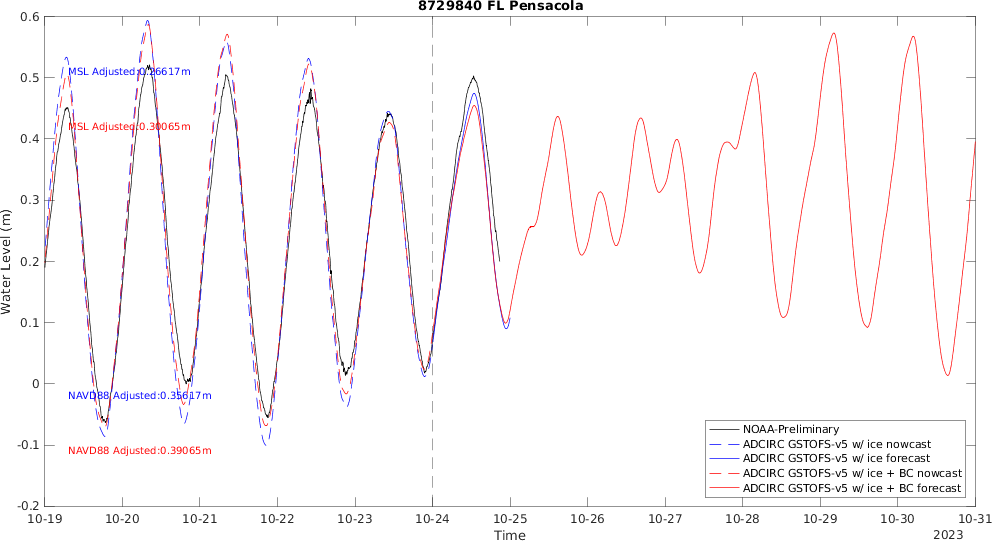 8729840 FL Pensacola
0.6
0.5
0.4
0.3
0.2
0.1
0
-0.1
-0.2
Water Level (m)
MSL Adjusted:0.26617m
MSL Adjusted:0.30065m
NAVD88 Adjusted:0.35617m
NAVD88 Adjusted:0.39065m
NOAA-Preliminary
ADCIRC GSTOFS-v5 w/ ice nowcast
ADCIRC GSTOFS-v5 w/ ice forecast
ADCIRC GSTOFS-v5 w/ ice + BC nowcast
ADCIRC GSTOFS-v5 w/ ice + BC forecast
10-19 10-20 10-21 10-22 10-23 10-24 10-25 10-26 10-27 10-28 10-29 10-30 10-31
Time
2023